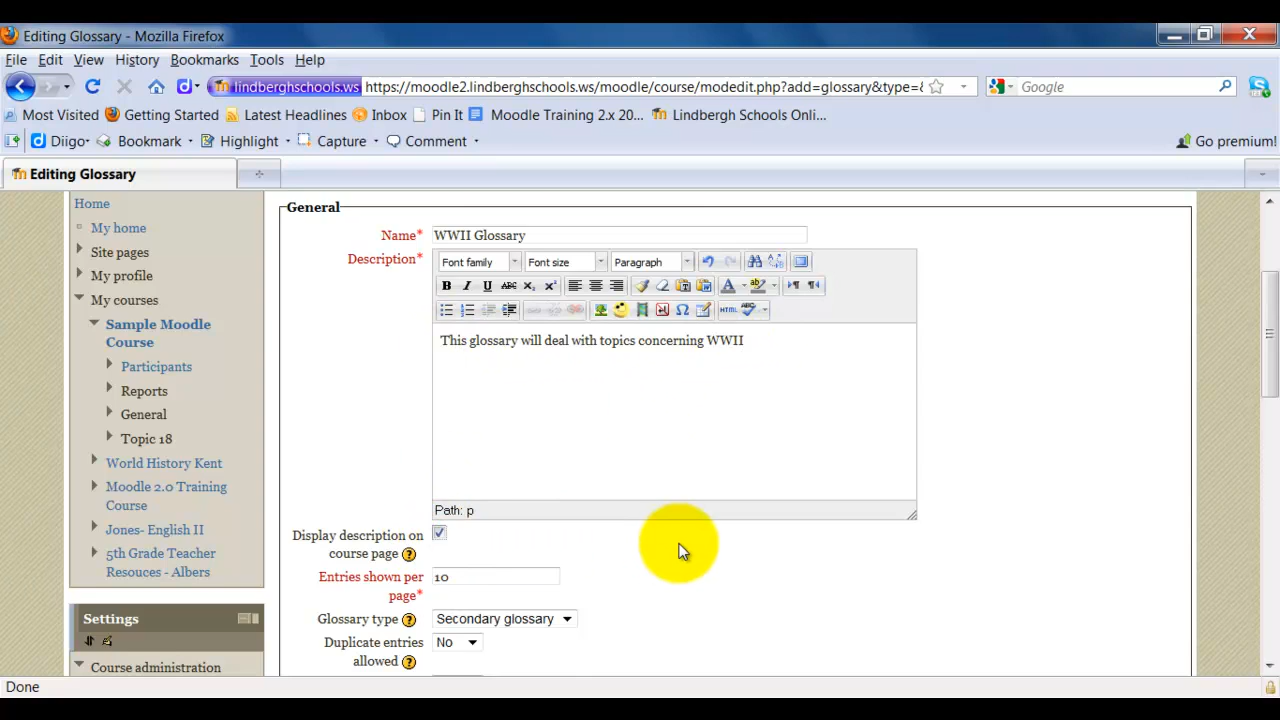 Editing Glossary - Mozilla Firefox
File Edit View History Bookmarks Tools Help
lindberghschools.ws https://moodle2.lindberghschools.ws/moodle/course/modedit.php?add=glossary&type=& Google
Most Visited Getting Started Latest Headlines Inbox Pin It Moodle Training 2.x 20... Lindbergh Schools Onli...
Diigo Bookmark Highlight Capture Comment Go premium!
Editing Glossary
Home
My home
Site pages
My profile
My courses
Sample Moodle
Course
Participants
Reports
General
Topic 18
World History Kent
Moodle 2.0 Training
Course
Jones- English II
5th Grade Teacher
Resouces - Albers
Settings
Course administration
General
Name* WWII Glossary
Description* Font family Font size Paragraph
B I U ABC x₂ x² A ab
HTML ABC
This glossary will deal with topics concerning WWII
Path: p
Display description on
course page
Entries shown per
page* 10
Glossary type Secondary glossary
Duplicate entries
allowed No
Done